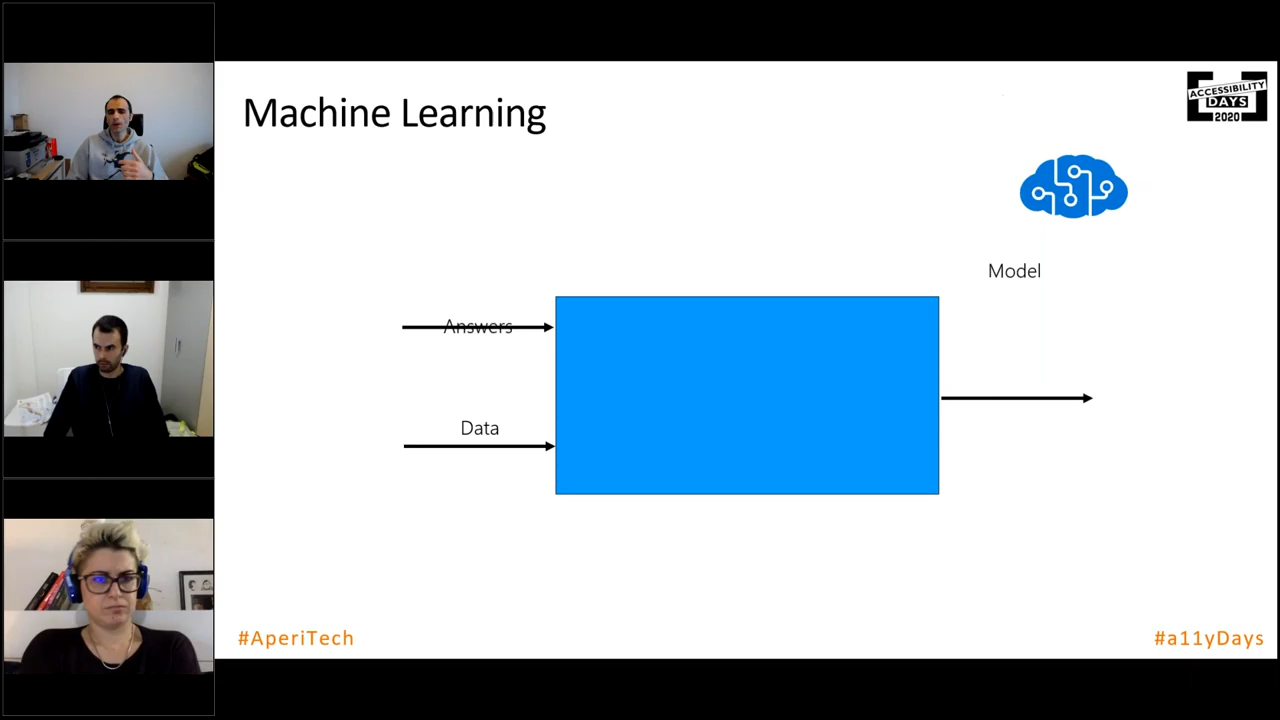 Machine Learning
ACCESSIBILITY
DAYS
2020
Model
Answers
Data
#AperiTech
#a11yDays